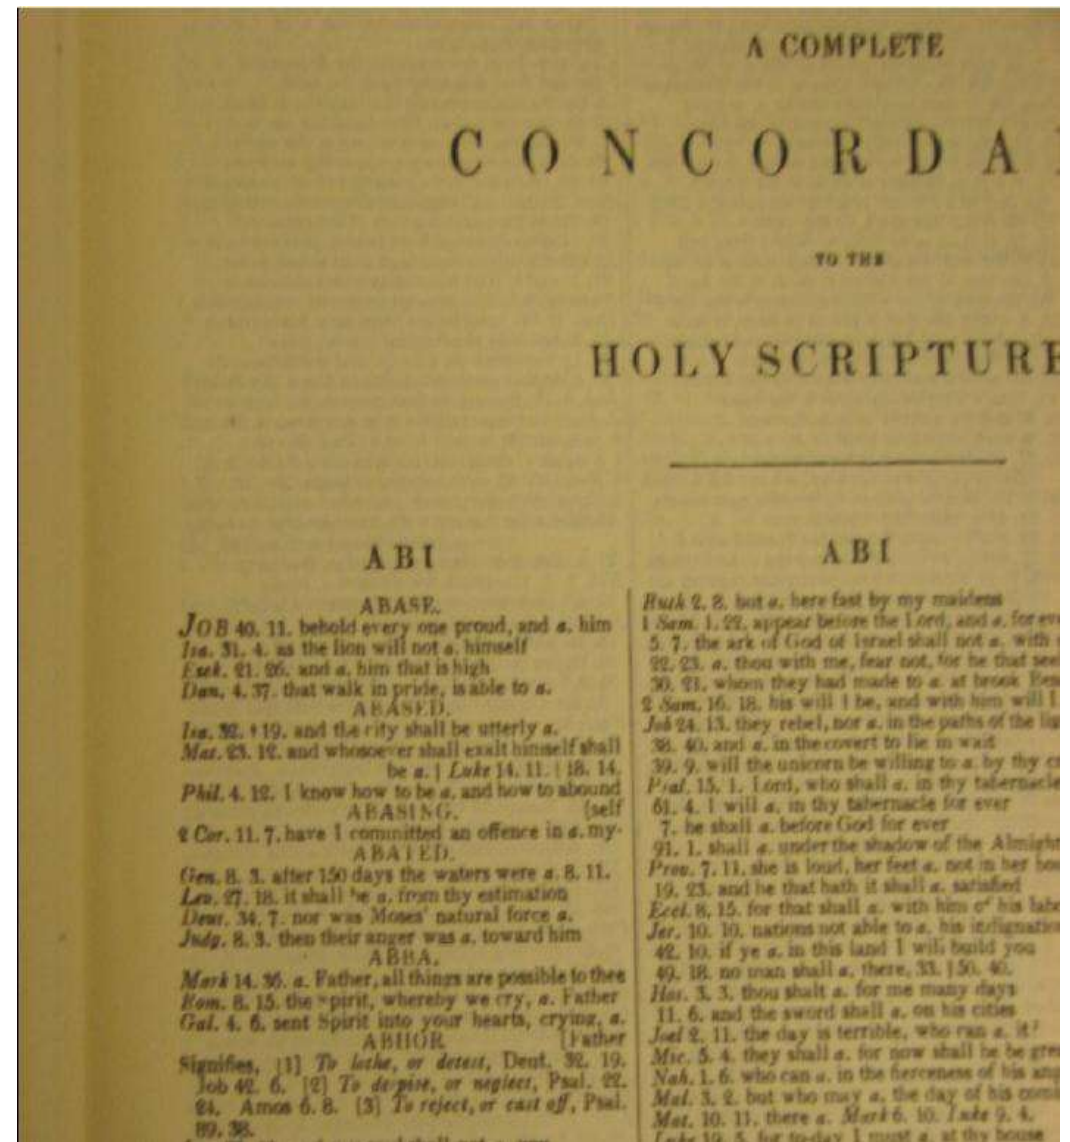 A COMPLETE
CONCORDA
TO THE
HOLY SCRIPTURE
ABI
ABASE.
JOB 40. 11. behold every one proud, and a. him
Isa. 31. 4. as the lion will not a. himself
Ezek. 21. 26. and a. him that is high
Dan. 4. 37. that walk in pride, is able to a.
ABASED.
Isa. 32. †19. and the city shall be utterly a.
Mat. 23. 12. and whosoever shall exalt himself shall
be a. | Luke 14. 11. | 18. 14.
Phil. 4. 12. I know how to be a. and how to abound
ABASING. [self
2 Cor. 11. 7. have I committed an offence in a. my-
ABATED.
Gen. 8. 3. after 150 days the waters were a. 8. 11.
Lev. 27. 18. it shall be a. from thy estimation
Deut. 34. 7. nor was Moses' natural force a.
Judg. 8. 3. then their anger was a. toward him
ABBA.
Mark 14. 36. a. Father, all things are possible to thee
Rom. 8. 15. the Spirit, whereby we cry, a. Father
Gal. 4. 6. sent Spirit into your hearts, crying, a.
ABHOR [Father
Signifies, [1] To lothe, or detest, Deut. 32. 19.
Job 42. 6. [2] To despise, or neglect, Psal. 22.
24. Amos 6. 8. [3] To reject, or cast off, Psal.
89. 38.
ABI
Ruth 2. 8. but a. here fast by my maidens
1 Sam. 1. 22. appear before the Lord, and a. for ev
5. 7. the ark of God of Israel shall not a. with
22. 23. a. thou with me, fear not, for he that see
30. 21. whom they had made to a. at brook Bes
2 Sam. 16. 18. his will I be, and with him will I
Job 24. 13. they rebel, nor a. in the paths of the lig
38. 40. and a. in the covert to lie in wait
39. 9. will the unicorn be willing to a. by thy cr
Psal. 15. 1. Lord, who shall a. in thy tabernacle
61. 4. I will a. in thy tabernacle for ever
7. he shall a. before God for ever
91. 1. shall a. under the shadow of the Almight
Prov. 7. 11. she is loud, her feet a. not in her hou
19. 23. and he that hath it shall a. satisfied
Eccl. 8. 15. for that shall a. with him of his labo
Jer. 10. 10. nations not able to a. his indignatio
42. 10. if ye a. in this land I will build you
49. 18. no man shall a. there, 33. | 50. 40.
Hos. 3. 3. thou shalt a. for me many days
11. 6. and the sword shall a. on his cities
Joel 2. 11. the day is terrible, who can a. it?
Mic. 5. 4. they shall a. for now shall he be gre
Nah. 1. 6. who can a. in the fierceness of his ang
Mal. 3. 2. but who may a. the day of his comi
Mat. 10. 11. there a. Mark 6. 10. Luke 9. 4.
Luke 19. 5. for to-day I must a. at thy house